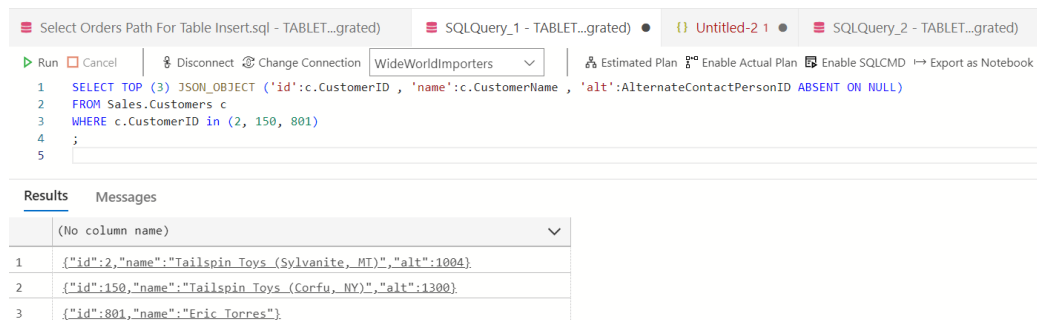 Select Orders Path For Table Insert.sql - TABLET...grated) SQLQuery_1 - TABLET...grated) {} Untitled-2 1 SQLQuery_2 - TABLET...grated)
Run Cancel Disconnect Change Connection WideWorldImporters Estimated Plan Enable Actual Plan Enable SQLCMD Export as Notebook
1 SELECT TOP (3) JSON_OBJECT ('id':c.CustomerID , 'name':c.CustomerName , 'alt':AlternateContactPersonID ABSENT ON NULL)
2 FROM Sales.Customers c
3 WHERE c.CustomerID in (2, 150, 801)
4 ;
5
Results Messages
(No column name)
1 {"id":2,"name":"Tailspin Toys (Sylvanite, MT)","alt":1004}
2 {"id":150,"name":"Tailspin Toys (Corfu, NY)","alt":1300}
3 {"id":801,"name":"Eric Torres"}